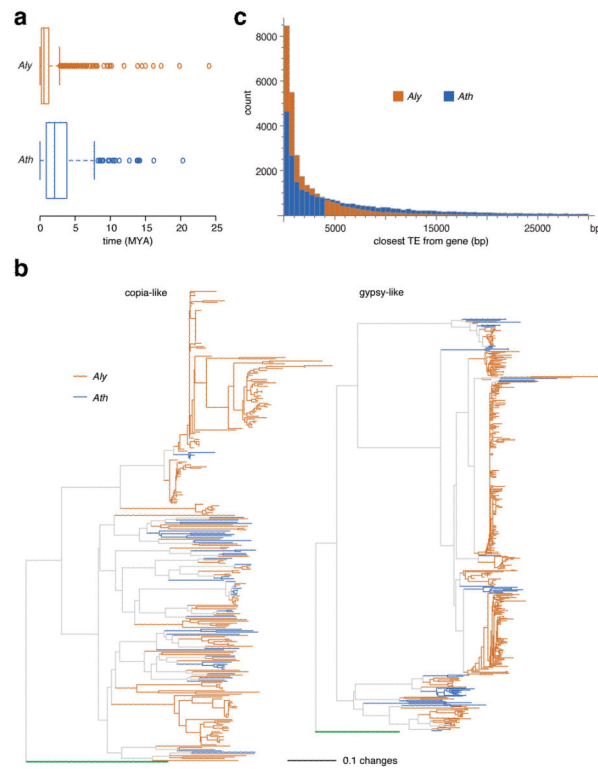 a
Aly
Ath
0 5 10 15 20 25
time (MYA)
c
8000
6000
4000
2000
count
Aly Ath
5000 15000 25000 bp
closest TE from gene (bp)
b
copia-like
gypsy-like
Aly
Ath
0.1 changes